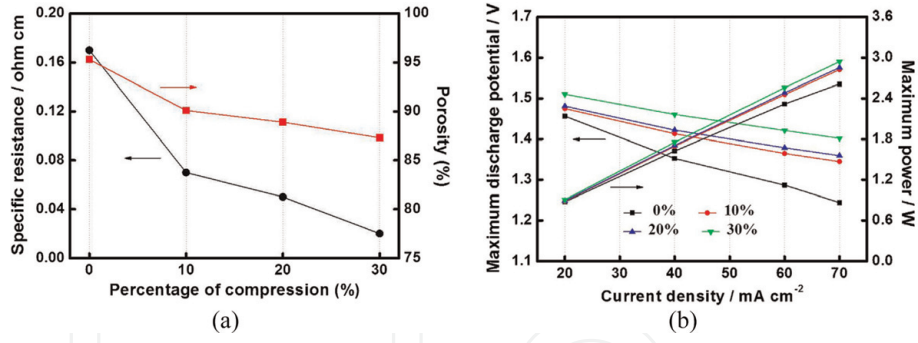 (a)
Specific resistance / ohm cm
0.20
0.16
0.12
0.08
0.04
0.00
100
95
90
85
80
75
Porosity (%)
0 10 20 30
Percentage of compression (%)
(a)
(b)
Maximum discharge potential / V
1.7
1.6
1.5
1.4
1.3
1.2
1.1
3.6
3.0
2.4
1.8
1.2
0.6
0.0
Maximum power / W
0% 10%
20% 30%
20 30 40 50 60 70
Current density / mA cm-2
(b)